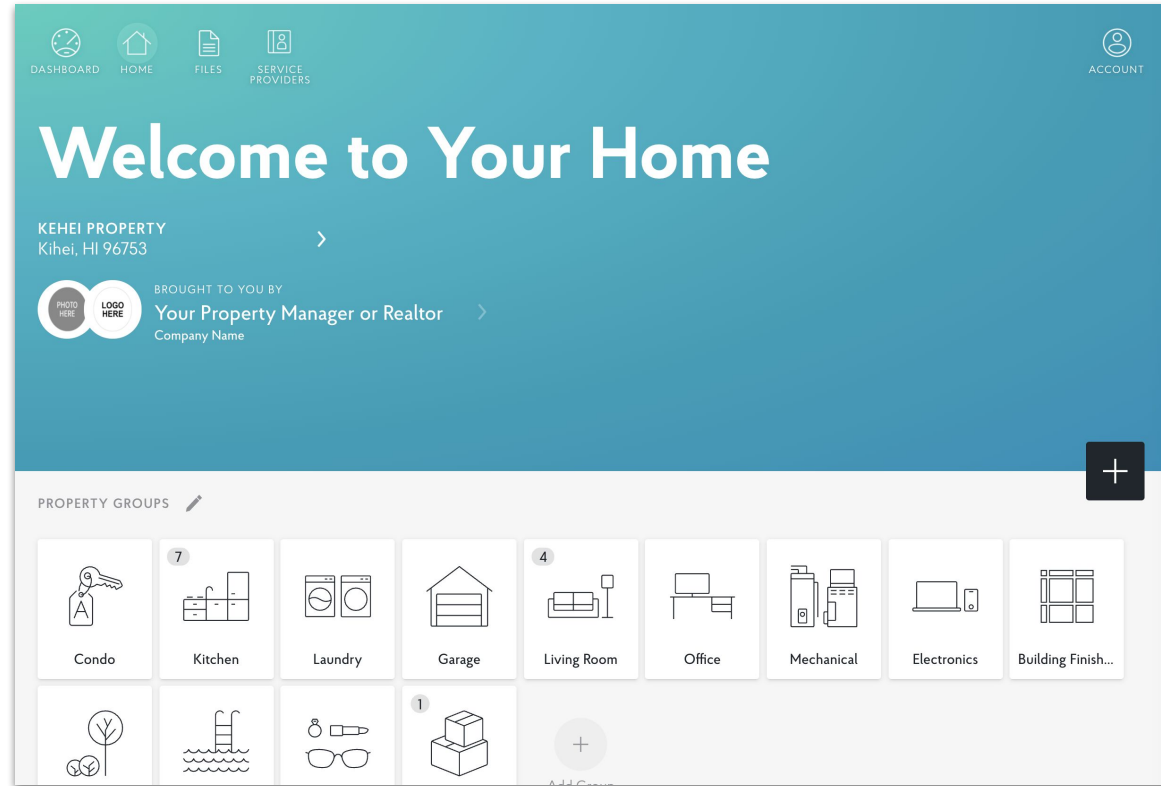 DASHBOARD
HOME
FILES
SERVICE
PROVIDERS
ACCOUNT
Welcome to Your Home
KEHEI PROPERTY
Kihei, HI 96753
PHOTO
HERE
LOGO
HERE
BROUGHT TO YOU BY
Your Property Manager or Realtor
Company Name
PROPERTY GROUPS
7
4
A
Condo
Kitchen
Laundry
Garage
Living Room
Office
Mechanical
Electronics
Building Finish...
1
Add Group